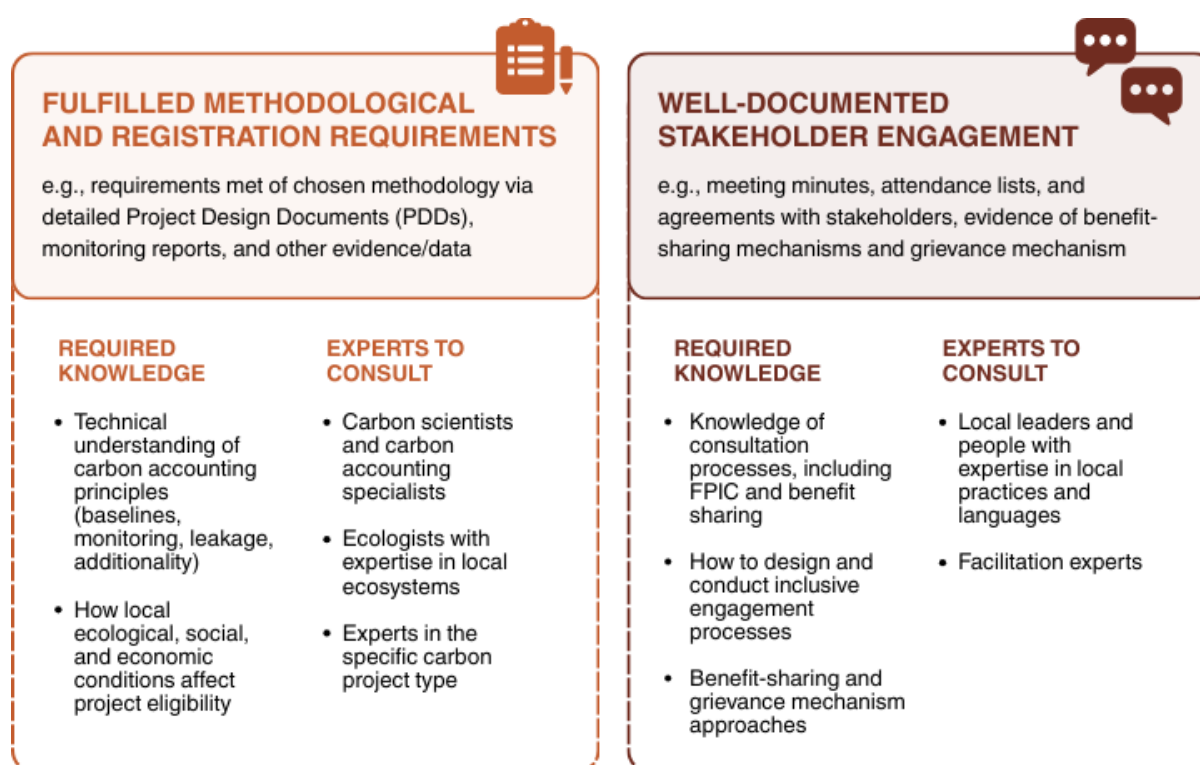 FULFILLED METHODOLOGICAL
AND REGISTRATION REQUIREMENTS
e.g., requirements met of chosen methodology via
detailed Project Design Documents (PDDs),
monitoring reports, and other evidence/data
REQUIRED
KNOWLEDGE
• Technical
understanding of
carbon accounting
principles
(baselines,
monitoring, leakage,
additionality)
• How local
ecological, social,
and economic
conditions affect
project eligibility
EXPERTS TO
CONSULT
• Carbon scientists
and carbon
accounting
specialists
• Ecologists with
expertise in local
ecosystems
• Experts in the
specific carbon
project type
WELL-DOCUMENTED
STAKEHOLDER ENGAGEMENT
e.g., meeting minutes, attendance lists, and
agreements with stakeholders, evidence of benefit-
sharing mechanisms and grievance mechanism
REQUIRED
KNOWLEDGE
• Knowledge of
consultation
processes, including
FPIC and benefit
sharing
• How to design and
conduct inclusive
engagement
processes
• Benefit-sharing and
grievance mechanism
approaches
EXPERTS TO
CONSULT
• Local leaders and
people with
expertise in local
practices and
languages
• Facilitation experts